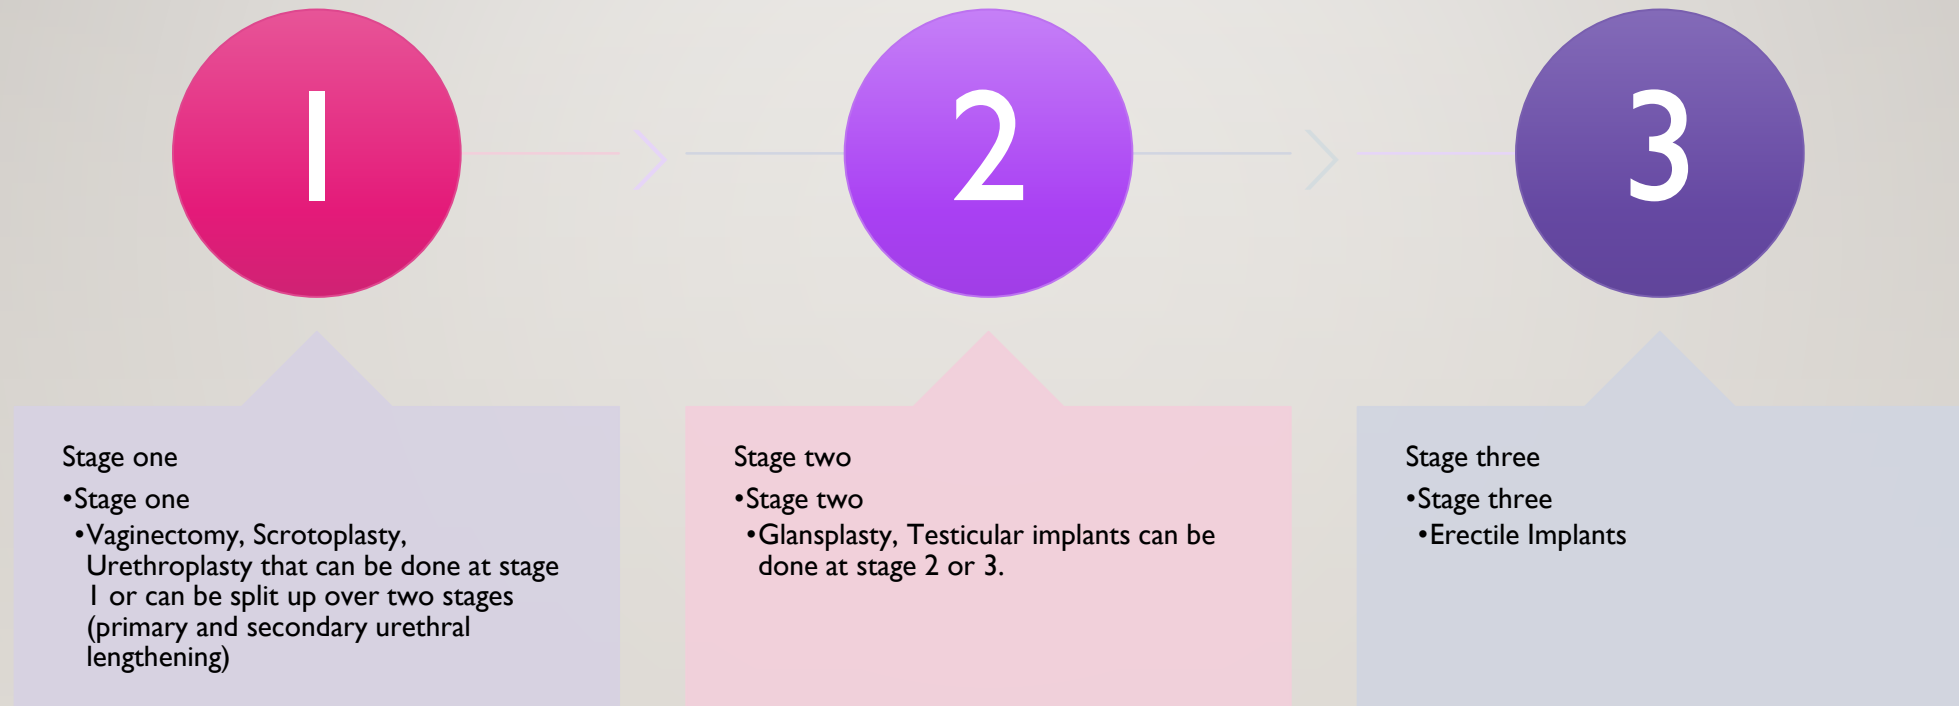 1
2
3
Stage one
•Stage one
•Vaginectomy, Scrotoplasty,
Urethroplasty that can be done at stage
1 or can be split up over two stages
(primary and secondary urethral
lengthening)
Stage two
•Stage two
•Glansplasty, Testicular implants can be
done at stage 2 or 3.
Stage three
•Stage three
•Erectile Implants